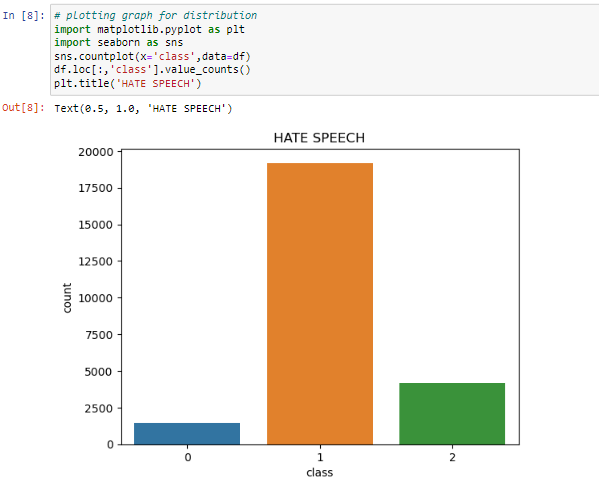 In [8]: # plotting graph for distribution
import matplotlib.pyplot as plt
import seaborn as sns
sns.countplot(x='class',data=df)
df.loc[:,'class'].value_counts()
plt.title('HATE SPEECH')
Out[8]: Text(0.5, 1.0, 'HATE SPEECH')
HATE SPEECH
20000
17500
15000
12500
10000
7500
5000
2500
0
count
0 1 2
class